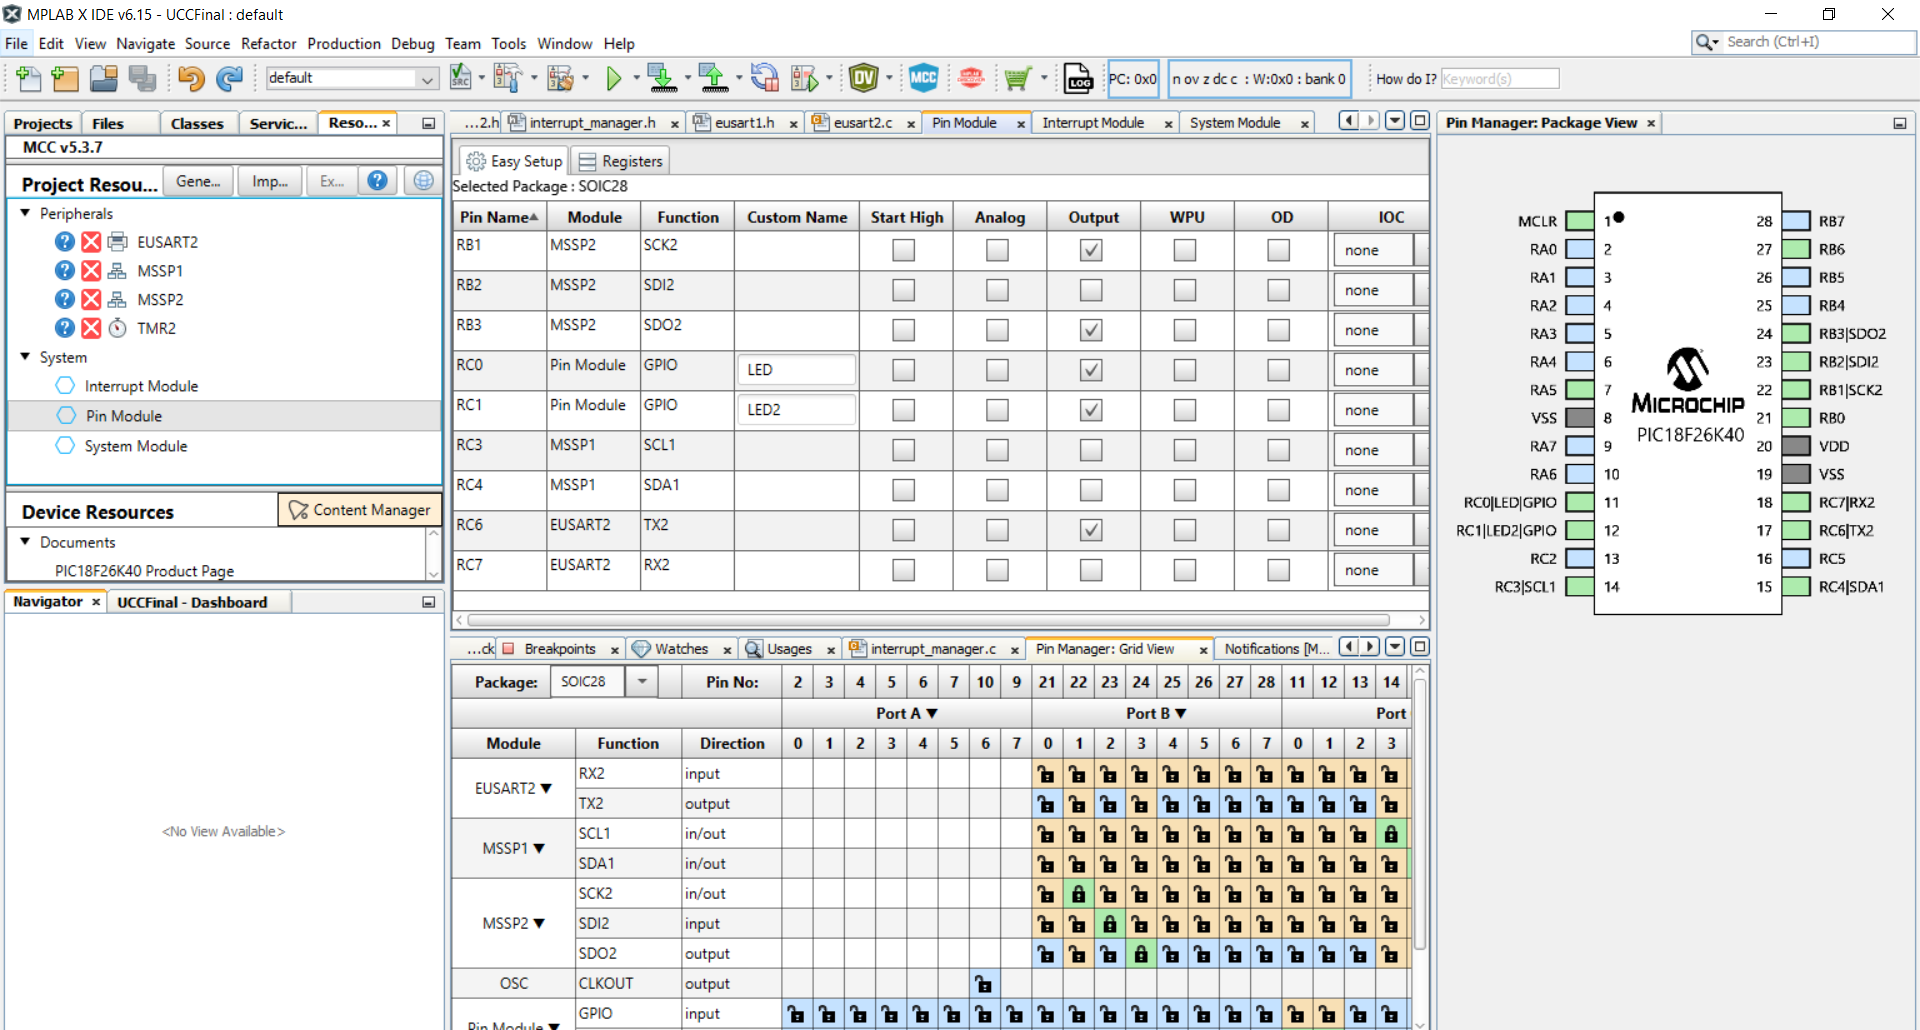 MPLAB X IDE v6.15 - UCCFinal : default
File Edit View Navigate Source Refactor Production Debug Team Tools Window Help
Search (Ctrl+I)
default
SRC
DV
MCC
LOG
PC: 0x0
n ov z dc c : W:0x0 : bank 0
How do I?
Keyword(s)
Projects Files Classes Servic... Reso... ×
MCC v5.3.7
Project Resou... Gene... Imp... Ex...
Peripherals
EUSART2
MSSP1
MSSP2
TMR2
System
Interrupt Module
Pin Module
System Module
Device Resources Content Manager
Documents
PIC18F26K40 Product Page
Navigator × UCCFinal - Dashboard
<No View Available>
...2.h interrupt_manager.h × eusart1.h × eusart2.c × Pin Module × Interrupt Module × System Module ×
Easy Setup Registers
Selected Package : SOIC28
Pin Name Module Function Custom Name Start High Analog Output WPU OD IOC
RB1 MSSP2 SCK2 none
RB2 MSSP2 SDI2 none
RB3 MSSP2 SDO2 none
RC0 Pin Module GPIO LED none
RC1 Pin Module GPIO LED2 none
RC3 MSSP1 SCL1 none
RC4 MSSP1 SDA1 none
RC6 EUSART2 TX2 none
RC7 EUSART2 RX2 none
...ck Breakpoints × Watches × Usages × interrupt_manager.c × Pin Manager: Grid View × Notifications [M...
Package: SOIC28 Pin No: 2 3 4 5 6 7 10 9 21 22 23 24 25 26 27 28 11 12 13 14
Port A ▼ Port B ▼ Port
Module Function Direction 0 1 2 3 4 5 6 7 0 1 2 3 4 5 6 7 0 1 2 3
EUSART2 ▼
RX2 input
TX2 output
MSSP1 ▼
SCL1 in/out
SDA1 in/out
MSSP2 ▼
SCK2 in/out
SDI2 input
SDO2 output
OSC CLKOUT output
Pin Module ▼
GPIO input
Pin Manager: Package View ×
MCLR 1 28 RB7
RA0 2 27 RB6
RA1 3 26 RB5
RA2 4 25 RB4
RA3 5 24 RB3|SDO2
RA4 6 23 RB2|SDI2
RA5 7 22 RB1|SCK2
VSS 8 21 RB0
RA7 9 20 VDD
RA6 10 19 VSS
RC0|LED|GPIO 11 18 RC7|RX2
RC1|LED2|GPIO 12 17 RC6|TX2
RC2 13 16 RC5
RC3|SCL1 14 15 RC4|SDA1
MICROCHIP
PIC18F26K40